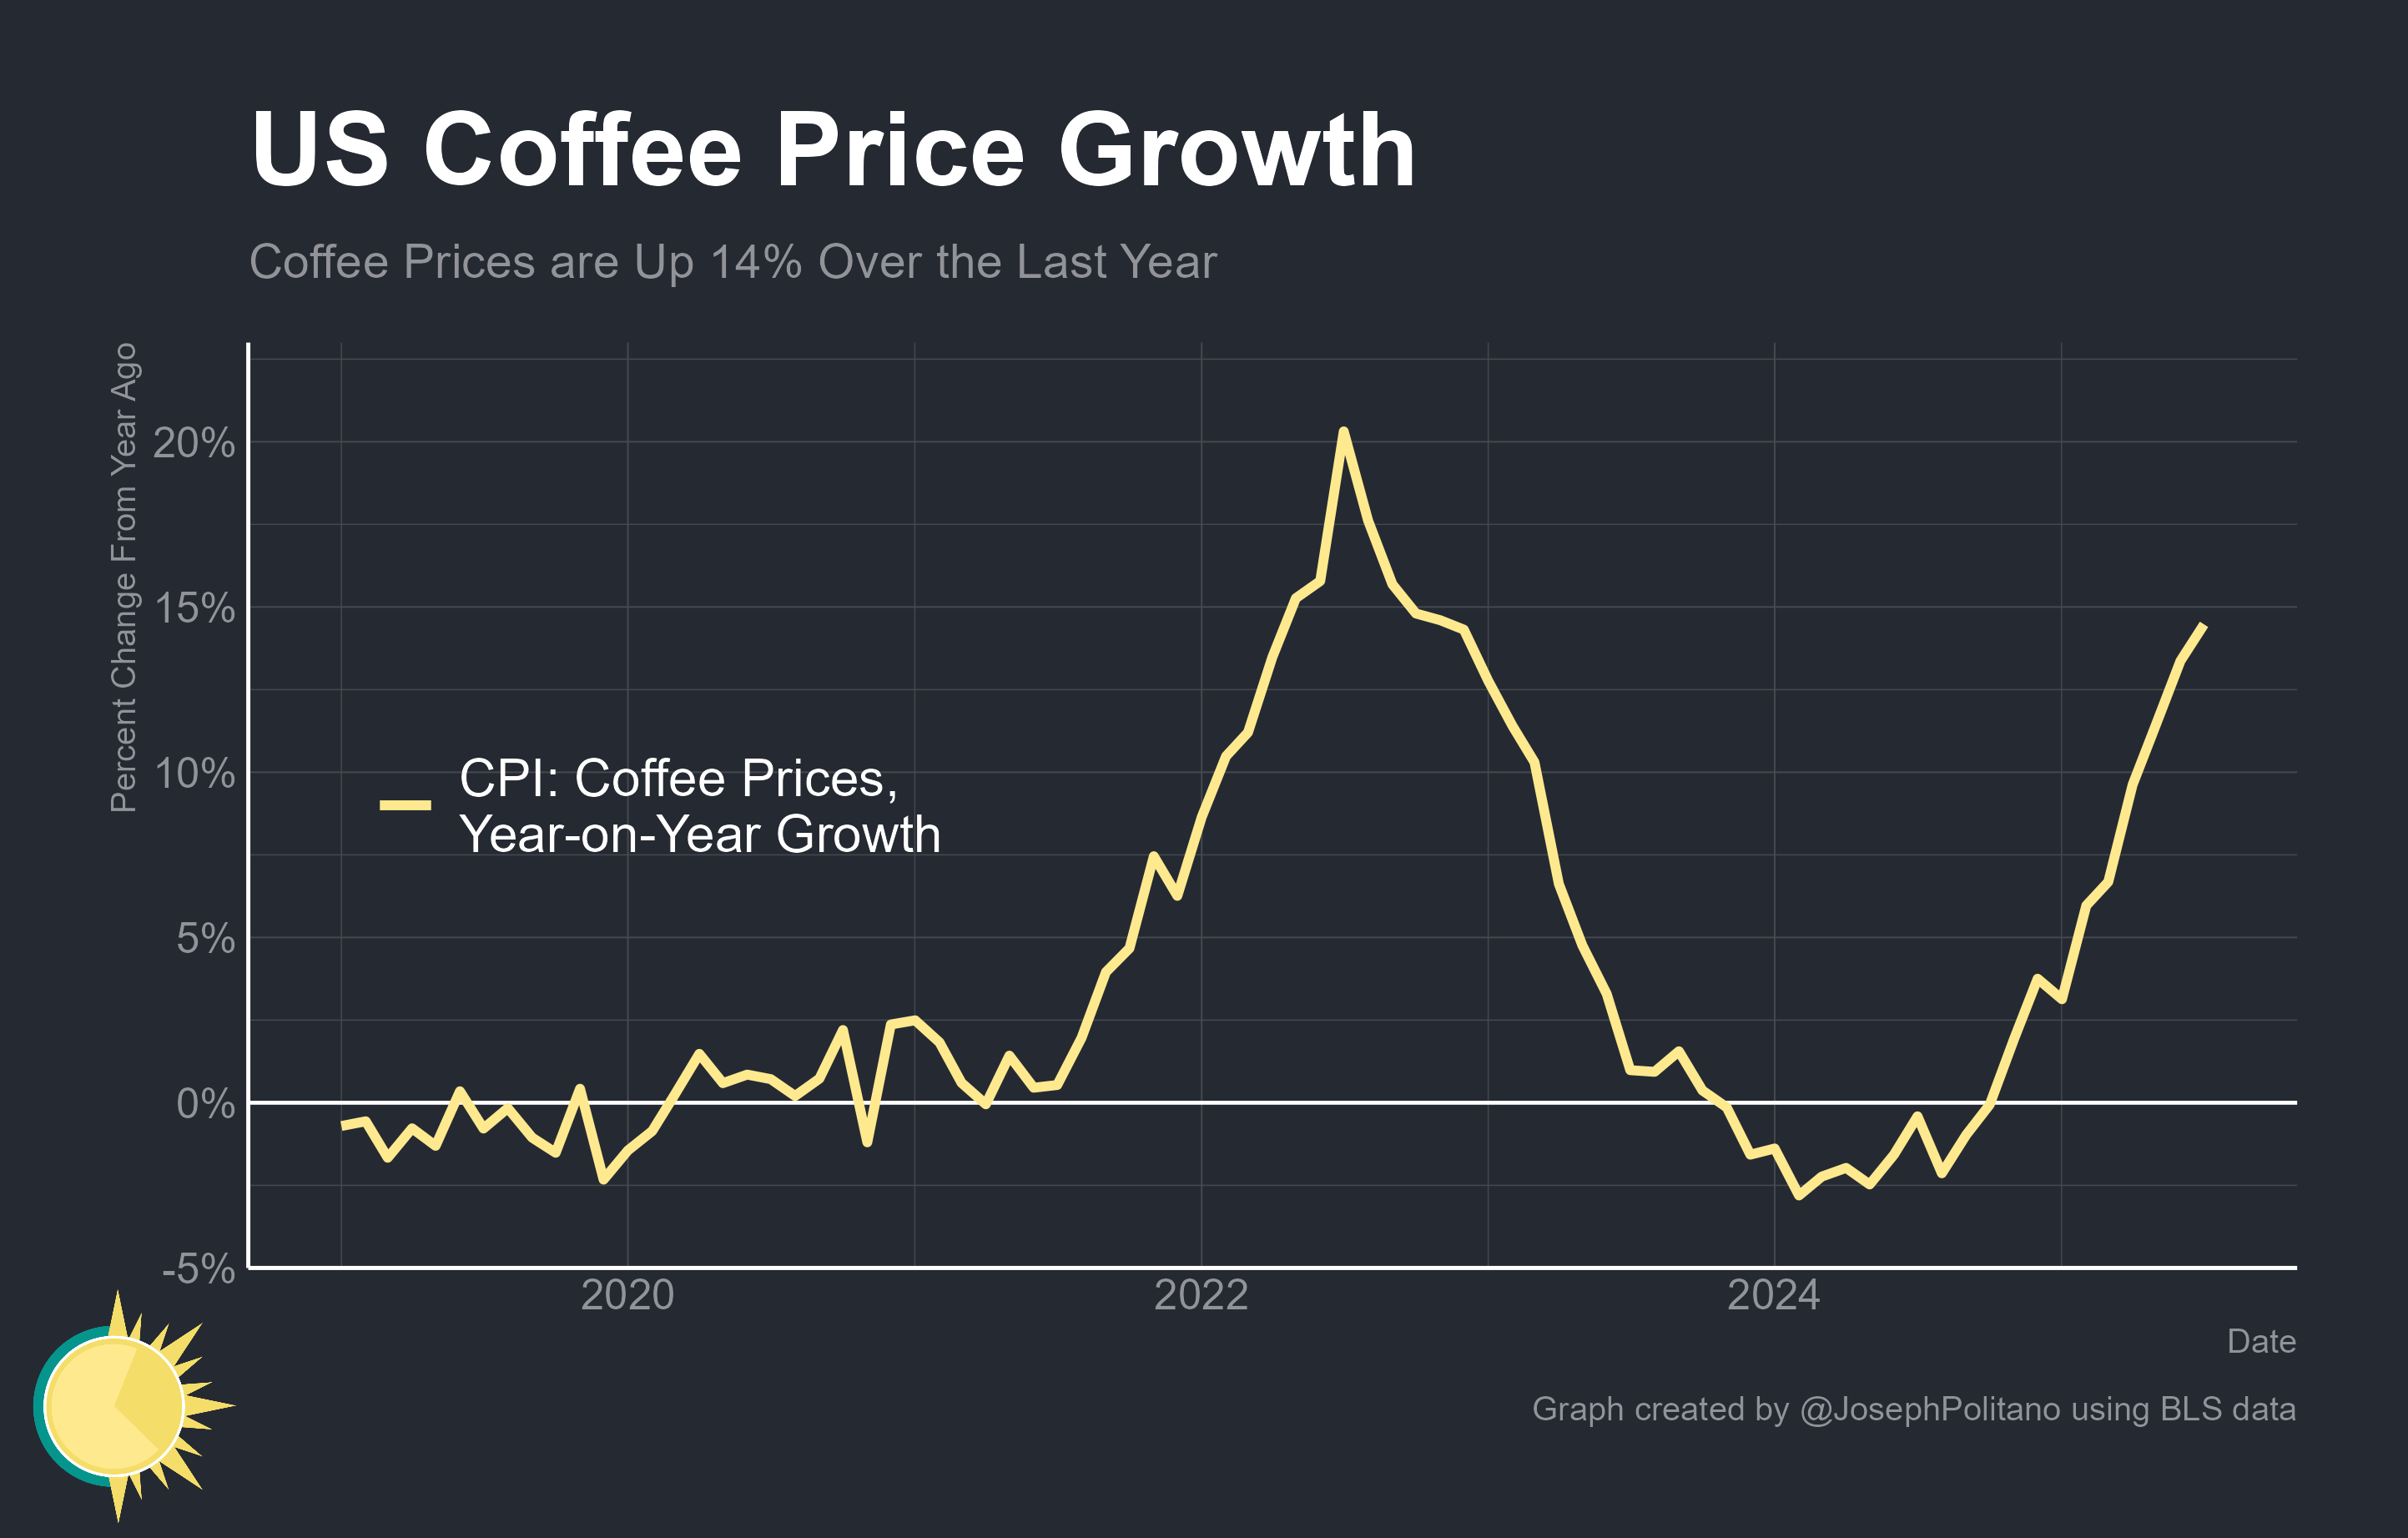 US Coffee Price Growth
Coffee Prices are Up 14% Over the Last Year
Percent Change From Year Ago
20%
15%
10%
5%
0%
-5%
CPI: Coffee Prices,
Year-on-Year Growth
2020
2022
2024
Date
Graph created by @JosephPolitano using BLS data